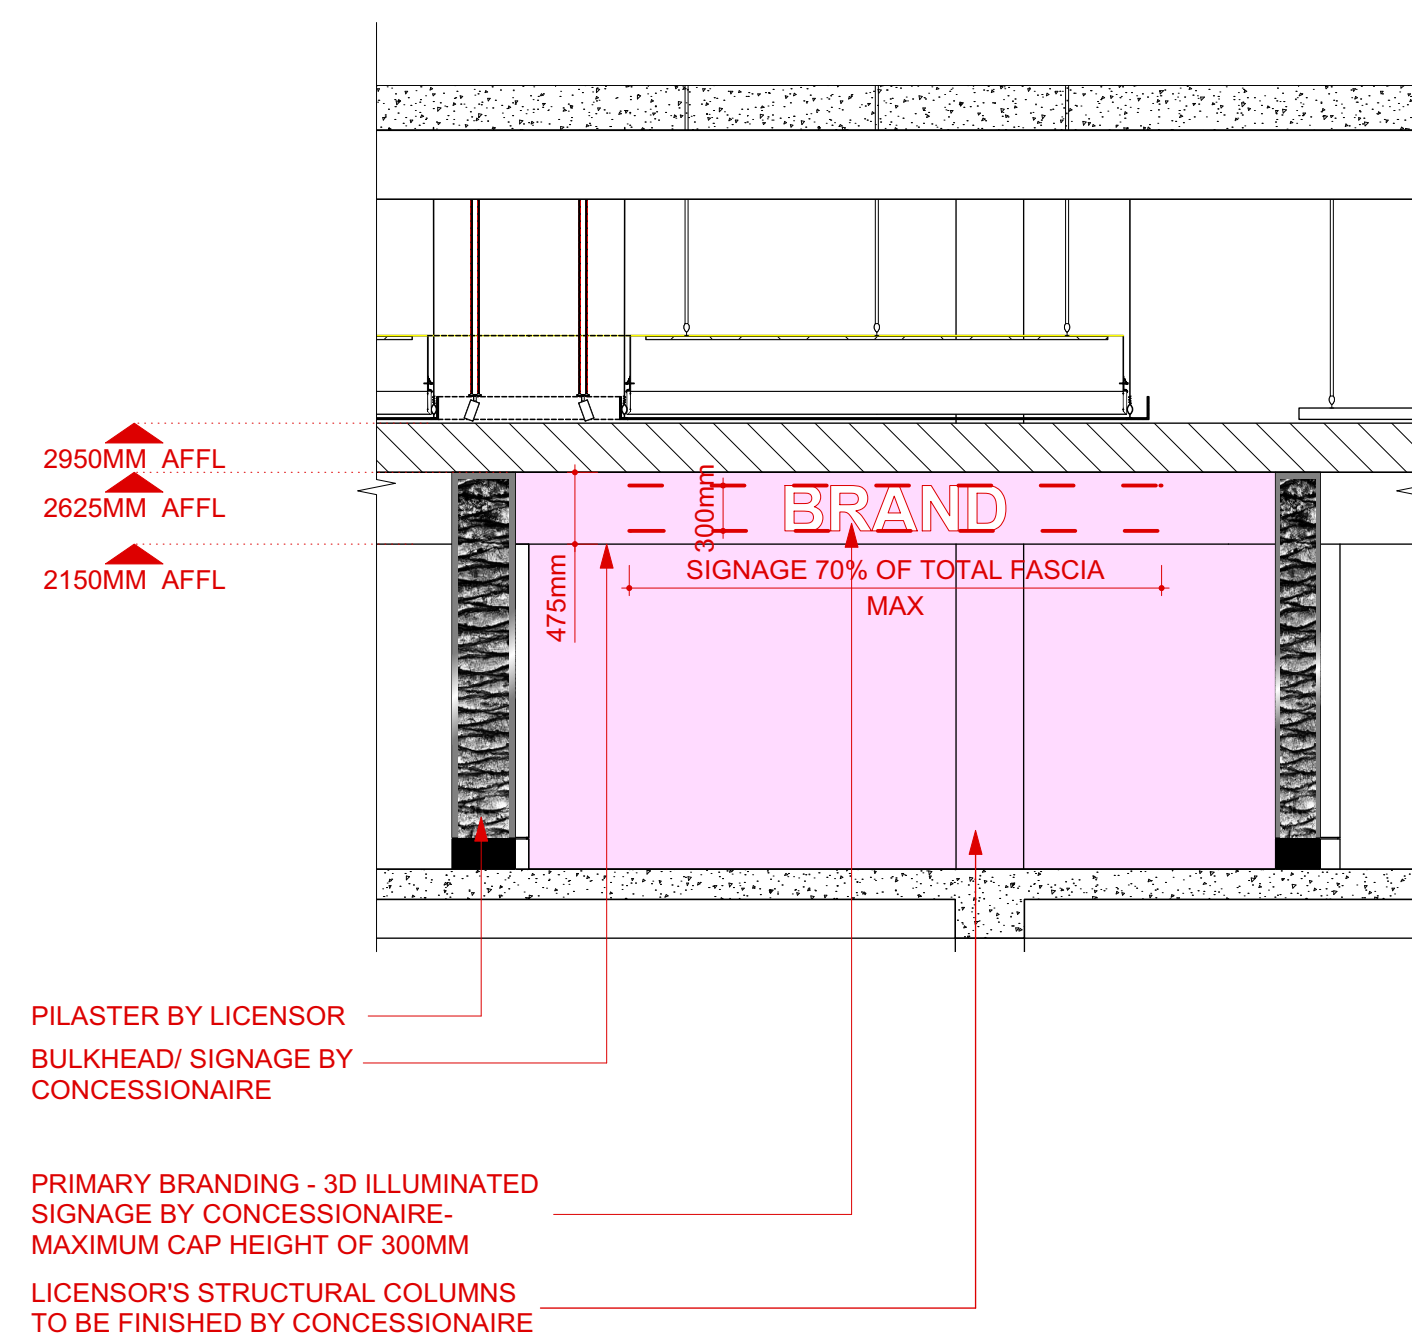 2950MM AFFL
2625MM AFFL
2150MM AFFL
300mm
BRAND
475mm
SIGNAGE 70% OF TOTAL FASCIA
MAX
PILASTER BY LICENSOR
BULKHEAD/ SIGNAGE BY
CONCESSIONAIRE
PRIMARY BRANDING - 3D ILLUMINATED
SIGNAGE BY CONCESSIONAIRE-
MAXIMUM CAP HEIGHT OF 300MM
LICENSOR'S STRUCTURAL COLUMNS
TO BE FINISHED BY CONCESSIONAIRE